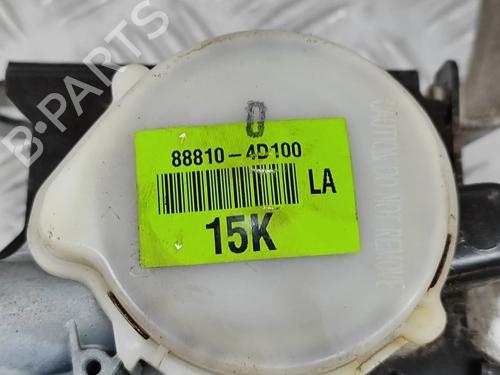 0
88810-4D100
LA
15K
CAUTION DO NOT REMOVE
B-PARTS